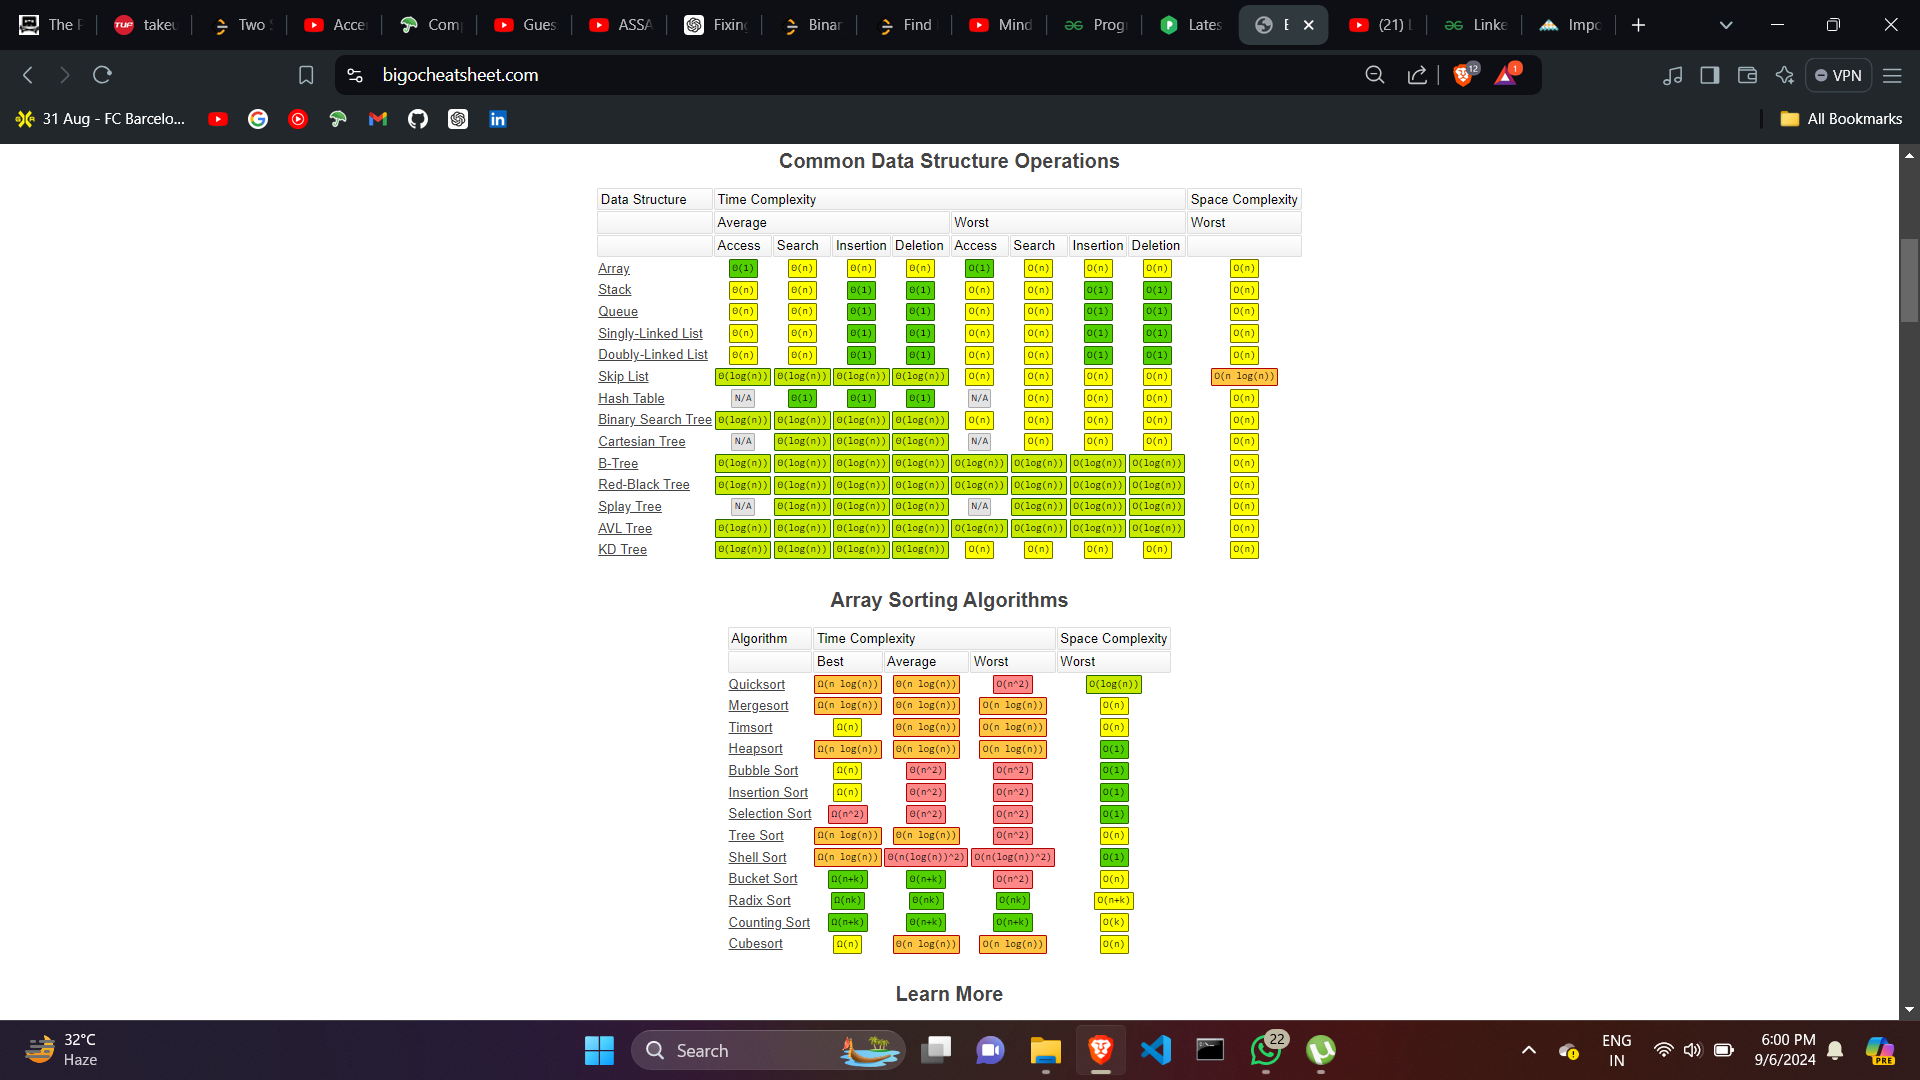 The P
takeu
Two S
Acce
Com
Gues
ASSA
Fixing
Binar
Find
Mind
Progr
Lates
E
(21) L
Linke
Impo
bigocheatsheet.com
12
1
VPN
31 Aug - FC Barcelo...
All Bookmarks
Common Data Structure Operations
Data Structure Time Complexity Space Complexity
Average Worst Worst
Access Search Insertion Deletion Access Search Insertion Deletion
Array Θ(1) Θ(n) Θ(n) Θ(n) O(1) O(n) O(n) O(n) O(n)
Stack Θ(n) Θ(n) Θ(1) Θ(1) O(n) O(n) O(1) O(1) O(n)
Queue Θ(n) Θ(n) Θ(1) Θ(1) O(n) O(n) O(1) O(1) O(n)
Singly-Linked List Θ(n) Θ(n) Θ(1) Θ(1) O(n) O(n) O(1) O(1) O(n)
Doubly-Linked List Θ(n) Θ(n) Θ(1) Θ(1) O(n) O(n) O(1) O(1) O(n)
Skip List Θ(log(n)) Θ(log(n)) Θ(log(n)) Θ(log(n)) O(n) O(n) O(n) O(n) O(n log(n))
Hash Table N/A Θ(1) Θ(1) Θ(1) N/A O(n) O(n) O(n) O(n)
Binary Search Tree Θ(log(n)) Θ(log(n)) Θ(log(n)) Θ(log(n)) O(n) O(n) O(n) O(n) O(n)
Cartesian Tree N/A Θ(log(n)) Θ(log(n)) Θ(log(n)) N/A O(n) O(n) O(n) O(n)
B-Tree Θ(log(n)) Θ(log(n)) Θ(log(n)) Θ(log(n)) O(log(n)) O(log(n)) O(log(n)) O(log(n)) O(n)
Red-Black Tree Θ(log(n)) Θ(log(n)) Θ(log(n)) Θ(log(n)) O(log(n)) O(log(n)) O(log(n)) O(log(n)) O(n)
Splay Tree N/A Θ(log(n)) Θ(log(n)) Θ(log(n)) N/A O(log(n)) O(log(n)) O(log(n)) O(n)
AVL Tree Θ(log(n)) Θ(log(n)) Θ(log(n)) Θ(log(n)) O(log(n)) O(log(n)) O(log(n)) O(log(n)) O(n)
KD Tree Θ(log(n)) Θ(log(n)) Θ(log(n)) Θ(log(n)) O(n) O(n) O(n) O(n) O(n)
Array Sorting Algorithms
Algorithm Time Complexity Space Complexity
Best Average Worst Worst
Quicksort Ω(n log(n)) Θ(n log(n)) O(n^2) O(log(n))
Mergesort Ω(n log(n)) Θ(n log(n)) O(n log(n)) O(n)
Timsort Ω(n) Θ(n log(n)) O(n log(n)) O(n)
Heapsort Ω(n log(n)) Θ(n log(n)) O(n log(n)) O(1)
Bubble Sort Ω(n) Θ(n^2) O(n^2) O(1)
Insertion Sort Ω(n) Θ(n^2) O(n^2) O(1)
Selection Sort Ω(n^2) Θ(n^2) O(n^2) O(1)
Tree Sort Ω(n log(n)) Θ(n log(n)) O(n^2) O(n)
Shell Sort Ω(n log(n)) Θ(n(log(n))^2) O(n(log(n))^2) O(1)
Bucket Sort Ω(n+k) Θ(n+k) O(n^2) O(n)
Radix Sort Ω(nk) Θ(nk) O(nk) O(n+k)
Counting Sort Ω(n+k) Θ(n+k) O(n+k) O(k)
Cubesort Ω(n) Θ(n log(n)) O(n log(n)) O(n)
Learn More
32°C
Haze
Search
22
ENG
IN
6:00 PM
9/6/2024
PRE